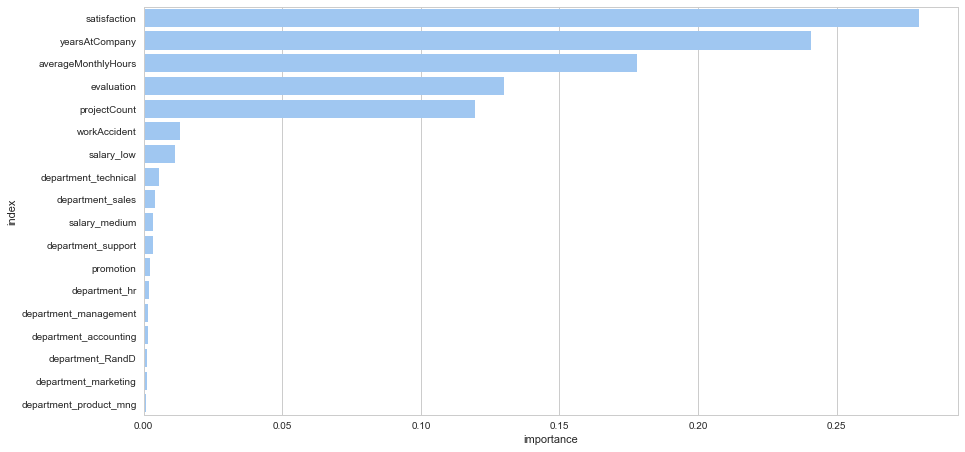 satisfaction
yearsAtCompany
averageMonthlyHours
evaluation
projectCount
workAccident
salary_low
department_technical
department_sales
salary_medium
department_support
promotion
department_hr
department_management
department_accounting
department_RandD
department_marketing
department_product_mng
index
0.00 0.05 0.10 0.15 0.20 0.25
importance